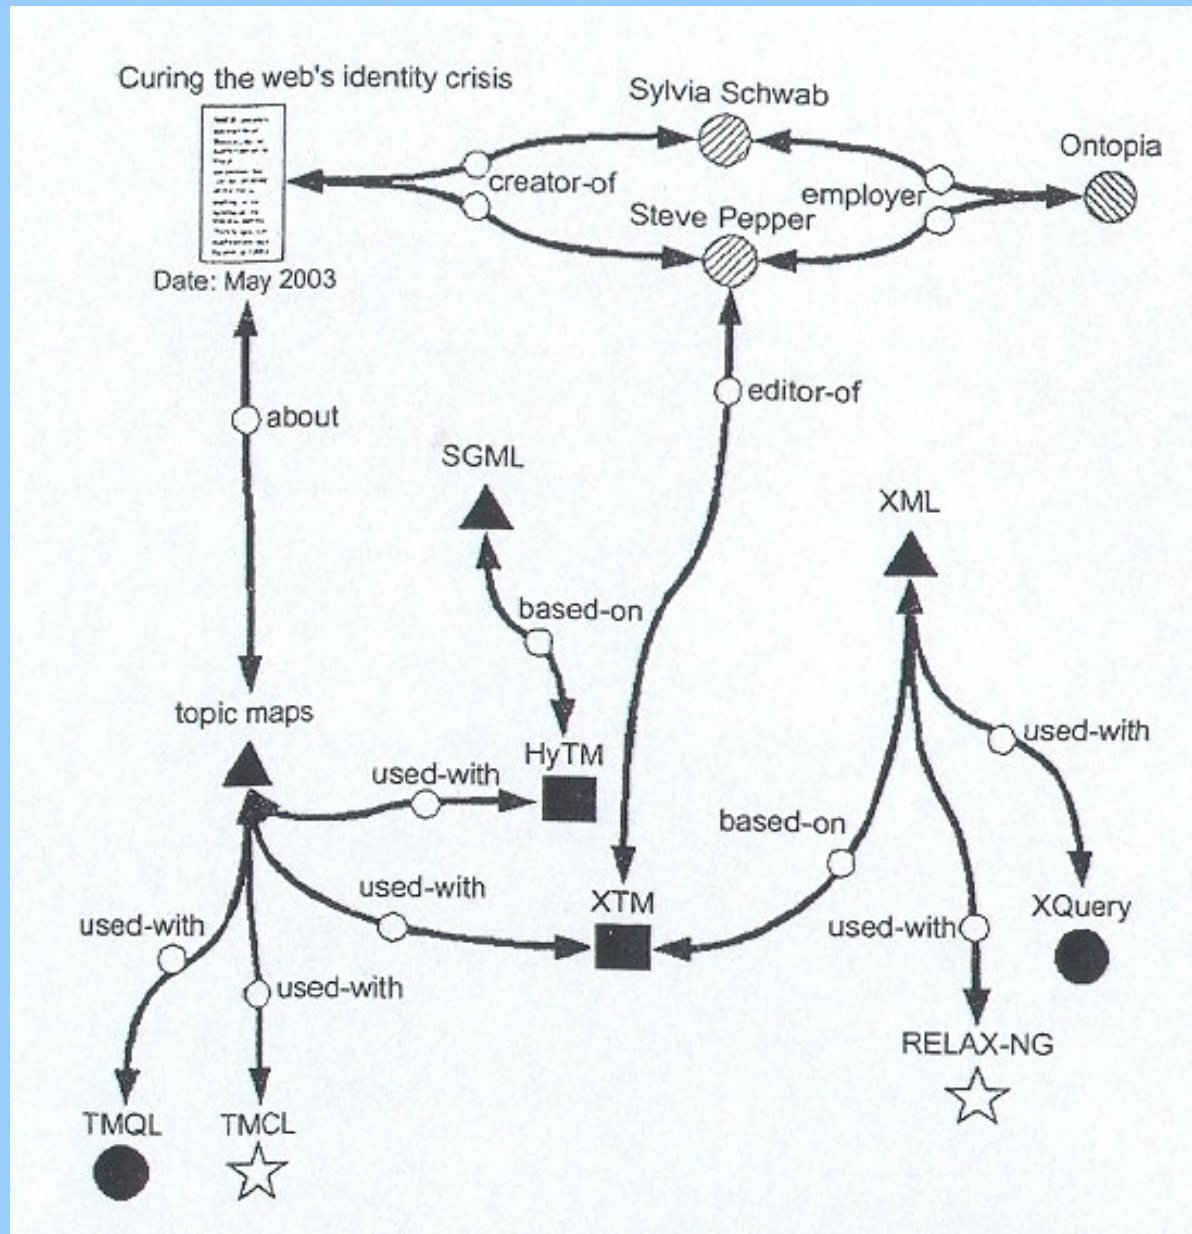 Curing the web's identity crisis
Sylvia Schwab
Ontopia
creator-of
employer
Steve Pepper
Date: May 2003
editor-of
about
SGML
XML
based-on
topic maps
used-with
HyTM
used-with
based-on
used-with
XTM
XQuery
used-with
used-with
used-with
RELAX-NG
TMQL
TMCL